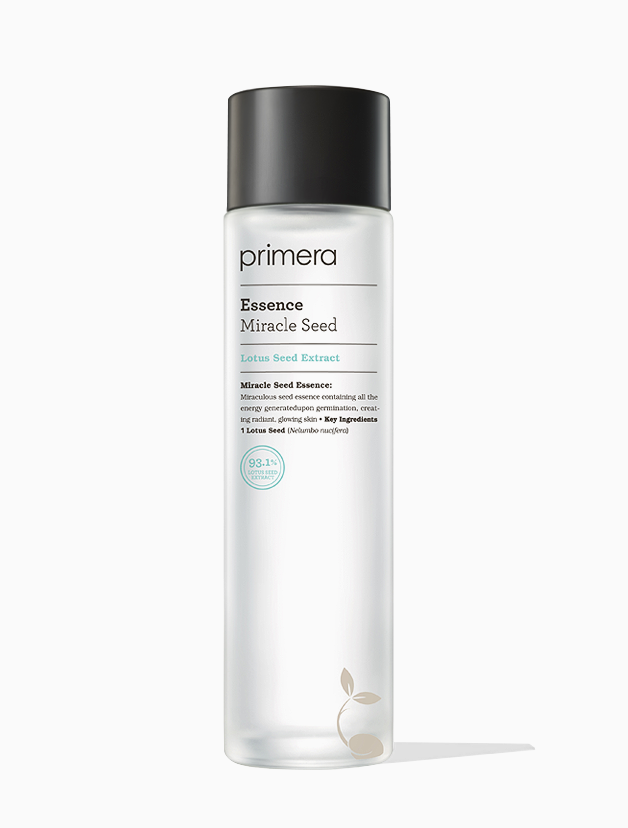 primera
Essence
Miracle Seed
Lotus Seed Extract
Miracle Seed Essence:
Miraculous seed essence containing all the
energy generatedupon germination, creat-
ing radiant, glowing skin • Key Ingredients
1 Lotus Seed (Nelumbo nucifera)
93.1%
LOTUS SEED
EXTRACT